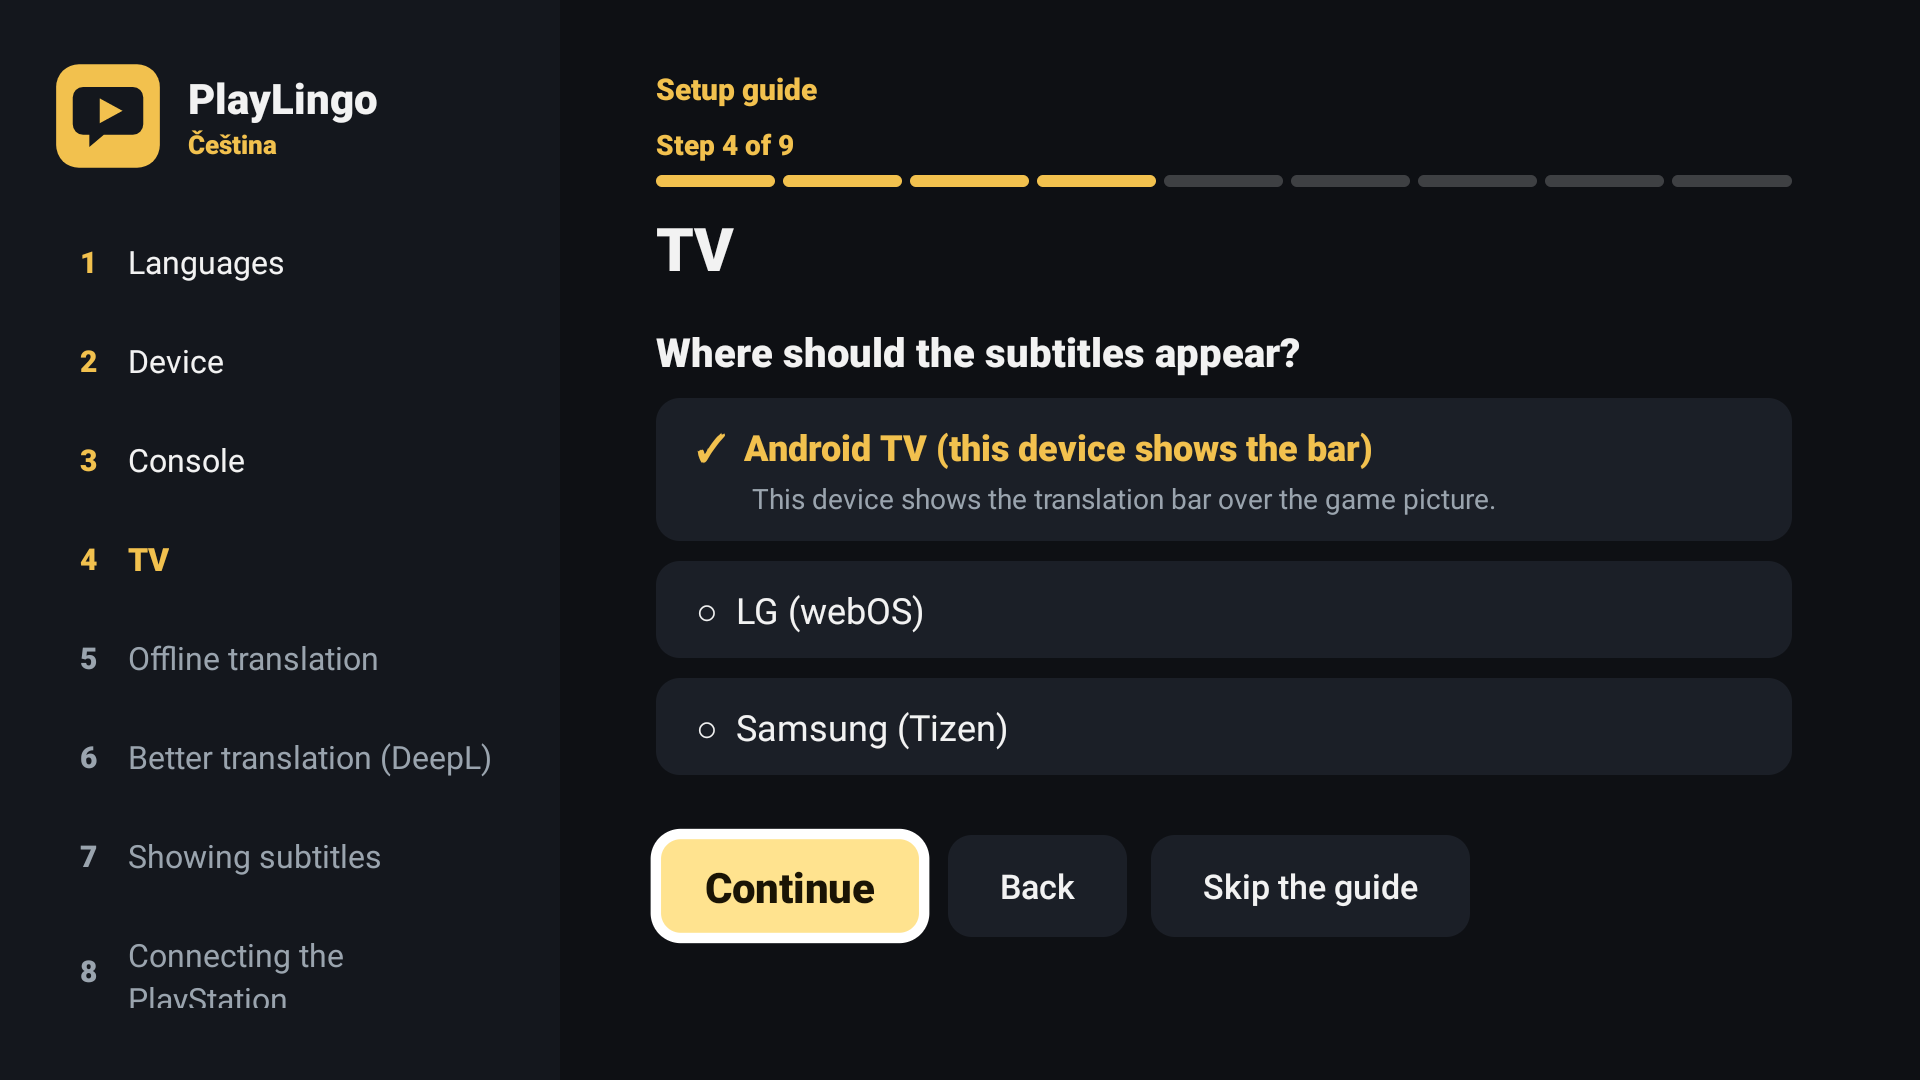 PlayLingo
Čeština
1 Languages
2 Device
3 Console
4 TV
5 Offline translation
6 Better translation (DeepL)
7 Showing subtitles
8 Connecting the
PlayStation
Setup guide
Step 4 of 9
TV
Where should the subtitles appear?
✓ Android TV (this device shows the bar)
This device shows the translation bar over the game picture.
○ LG (webOS)
○ Samsung (Tizen)
Continue
Back
Skip the guide